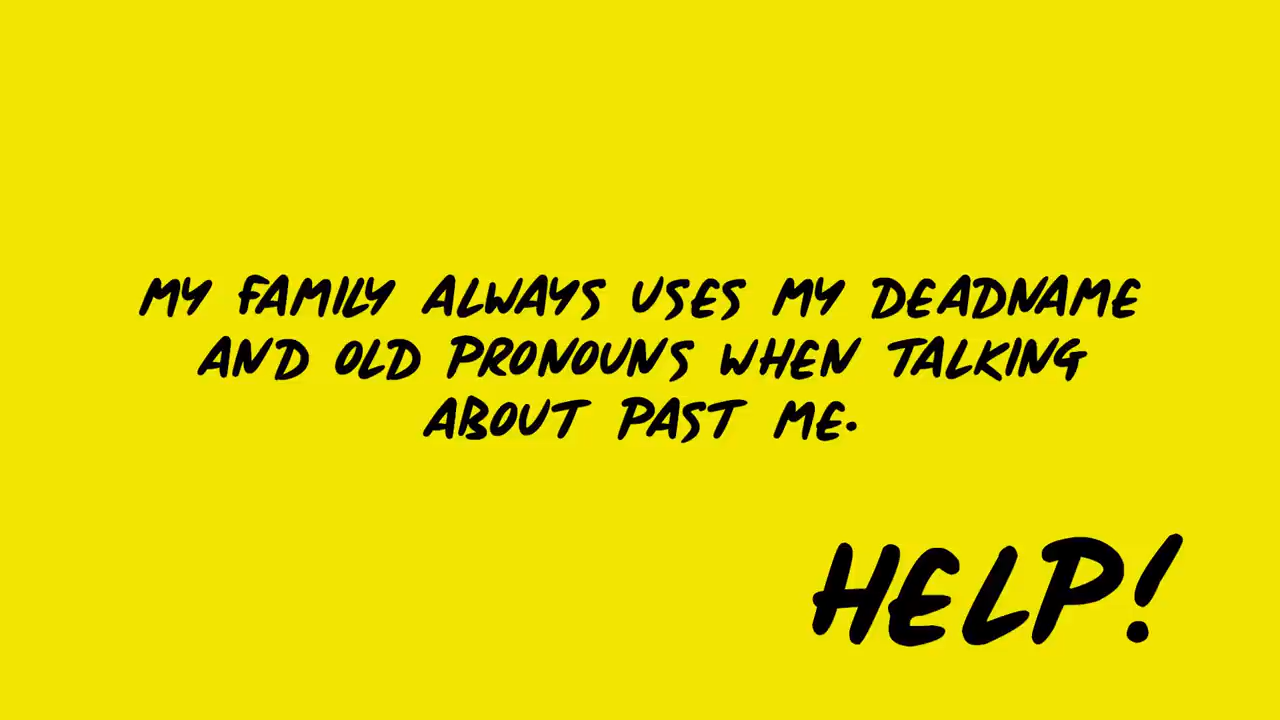 MY FAMILY ALWAYS USES MY DEADNAME
AND OLD PRONOUNS WHEN TALKING
ABOUT PAST ME.
HELP!